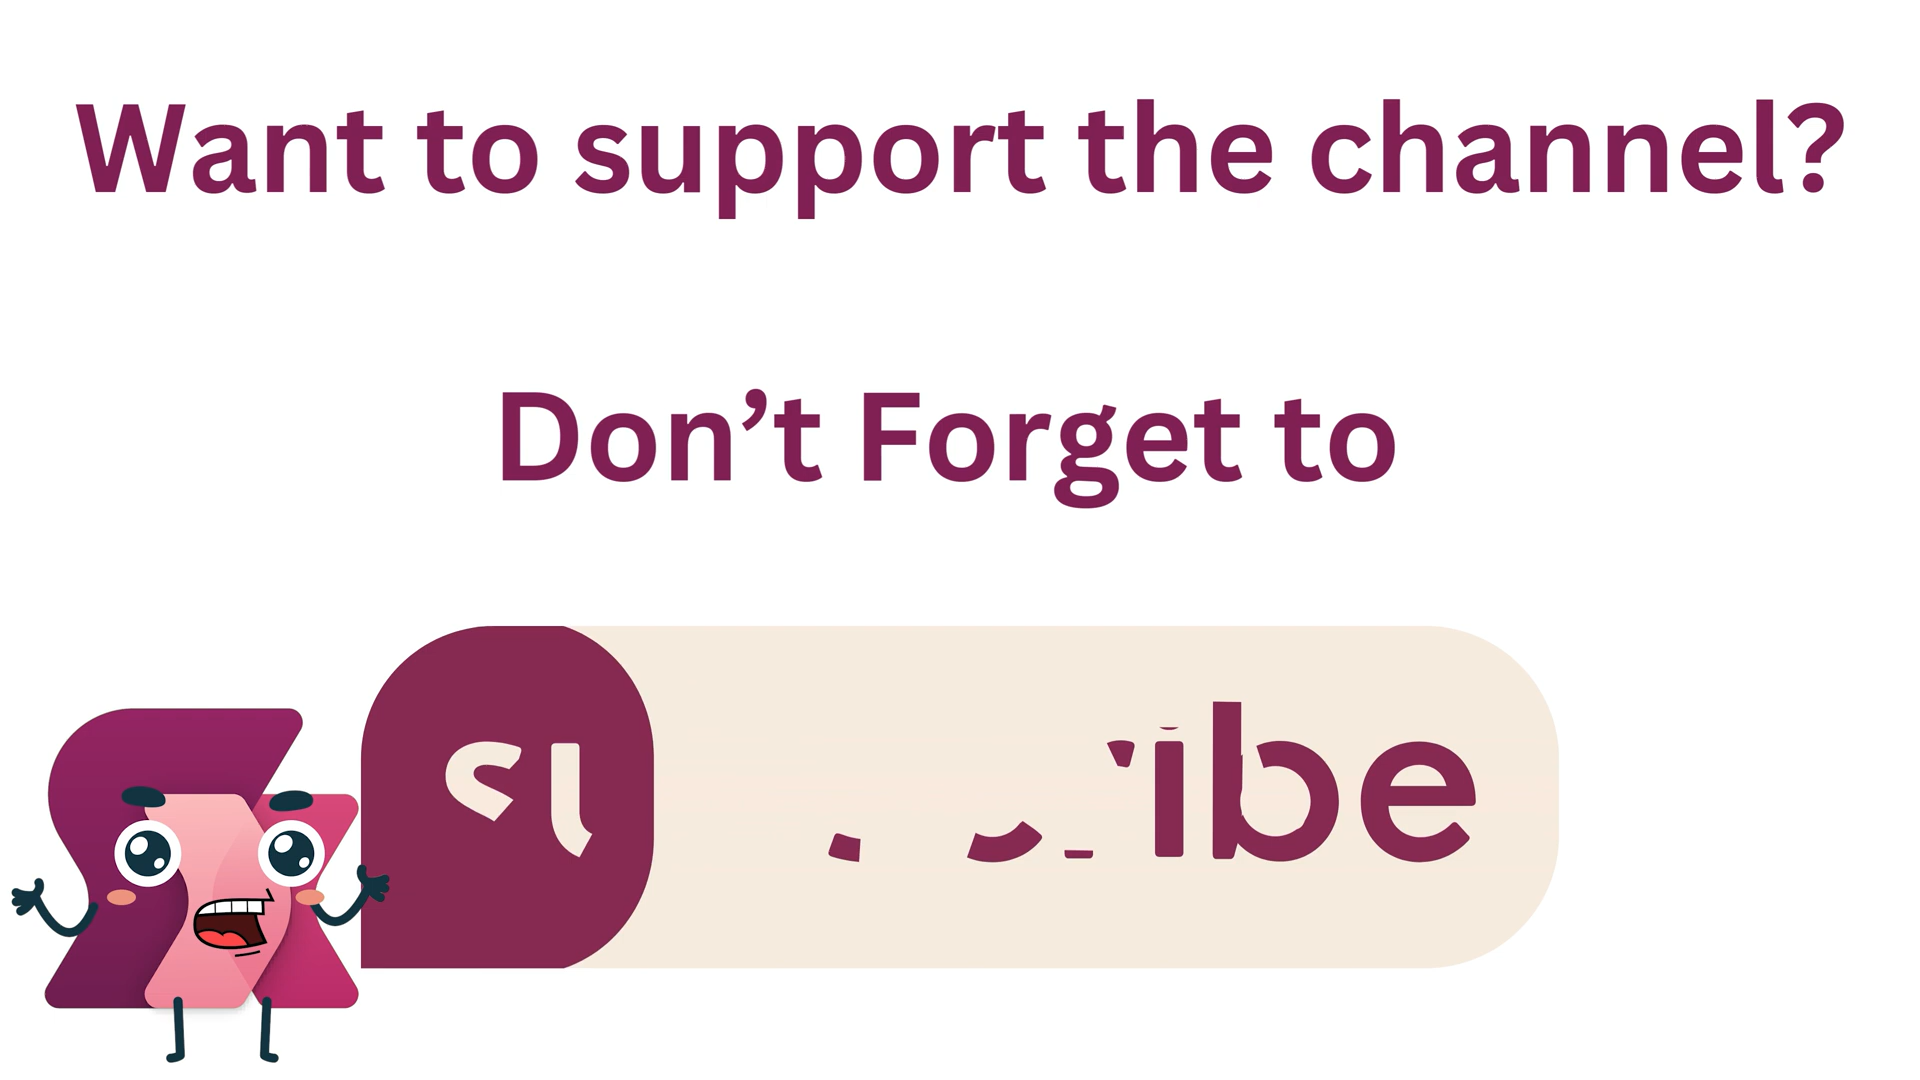 Want to support the channel?
Don’t Forget to